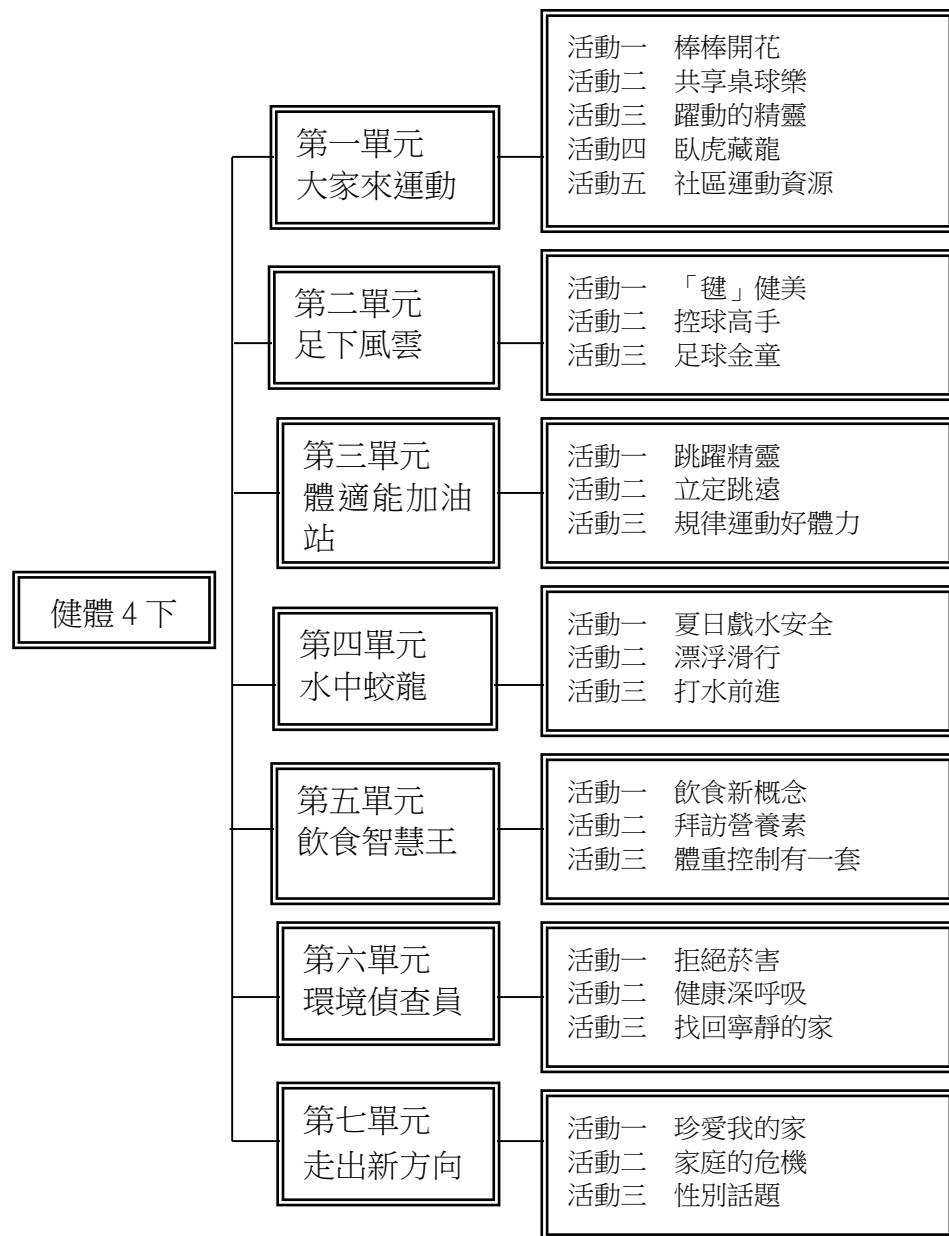 健體 4 下
第一單元
大家來運動
活動一　棒棒開花
活動二　共享桌球樂
活動三　躍動的精靈
活動四　臥虎藏龍
活動五　社區運動資源
第二單元
足下風雲
活動一　「毽」健美
活動二　控球高手
活動三　足球金童
第三單元
體適能加油
站
活動一　跳躍精靈
活動二　立定跳遠
活動三　規律運動好體力
第四單元
水中蛟龍
活動一　夏日戲水安全
活動二　漂浮滑行
活動三　打水前進
第五單元
飲食智慧王
活動一　飲食新概念
活動二　拜訪營養素
活動三　體重控制有一套
第六單元
環境偵查員
活動一　拒絕菸害
活動二　健康深呼吸
活動三　找回寧靜的家
第七單元
走出新方向
活動一　珍愛我的家
活動二　家庭的危機
活動三　性別話題